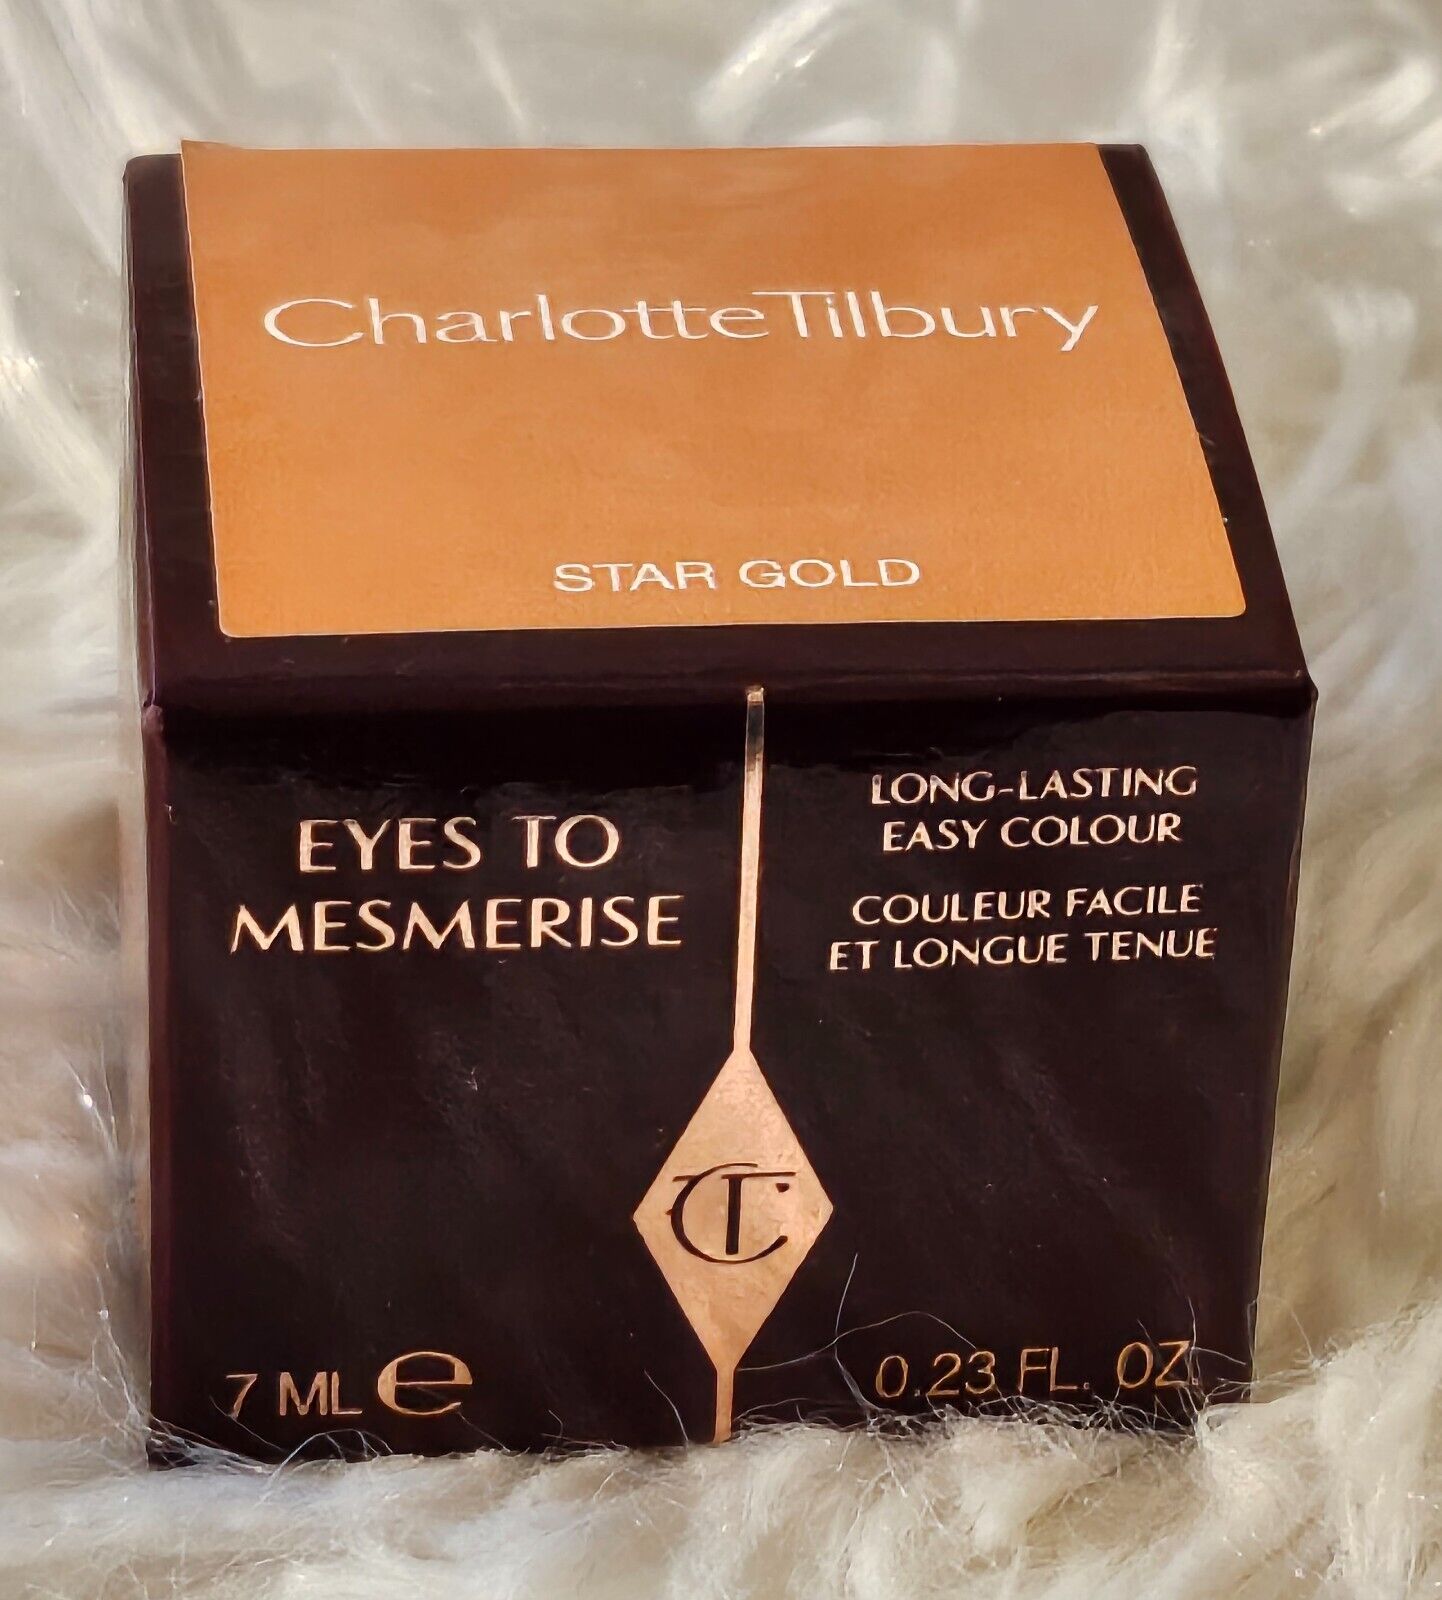 CharlotteTilbury
STAR GOLD
EYES TO
MESMERISE
LONG-LASTING
EASY COLOUR
COULEUR FACILE
ET LONGUE TENUE
CT
7 ML e
0.23 FL. OZ.